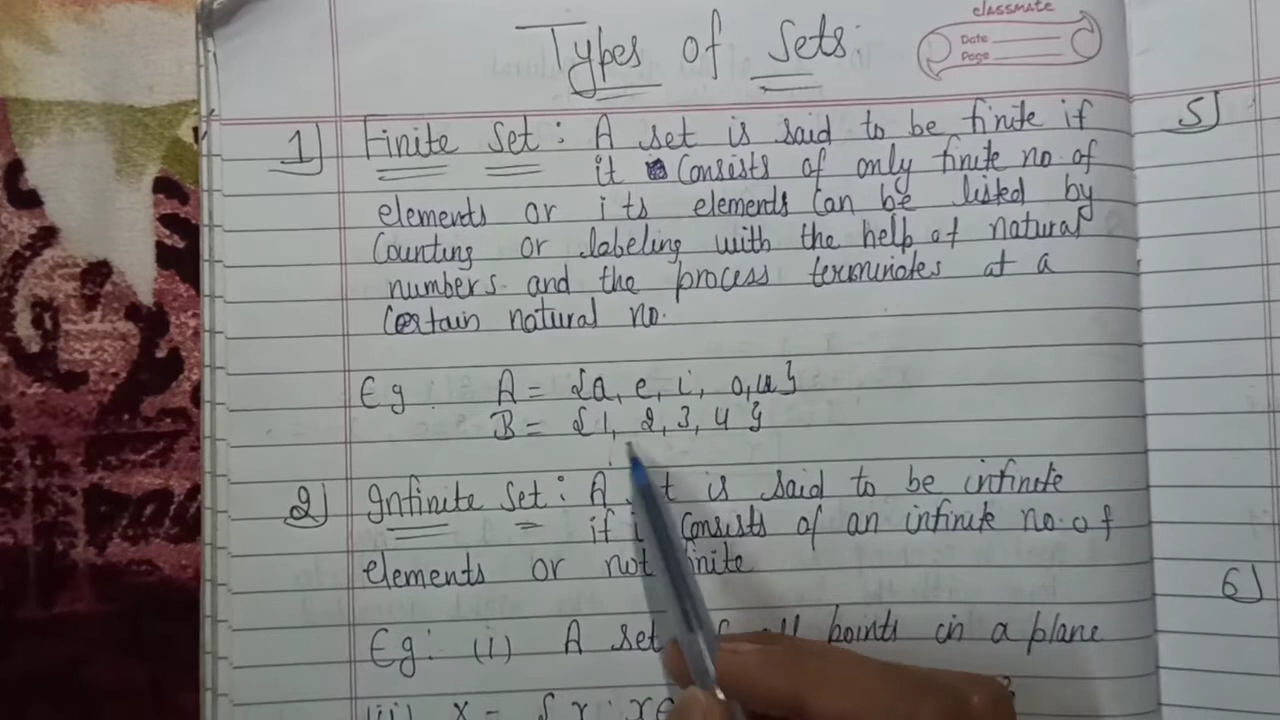 classmate
Date
Page
Types of Sets:
1) Finite Set: A set is said to be finite if
it consists of only finite no of
elements or its elements can be listed by
counting or labeling with the help of natural
numbers and the process terminates at a
certain natural no.
Eg. A = {a, e, i, o, u}
B = {1, 2, 3, 4}
2) Infinite Set: A is said to be infinite
if consists of an infinite no. of
elements or not
Eg: (i) A set points in a plane
X = { x : x
5)
6)